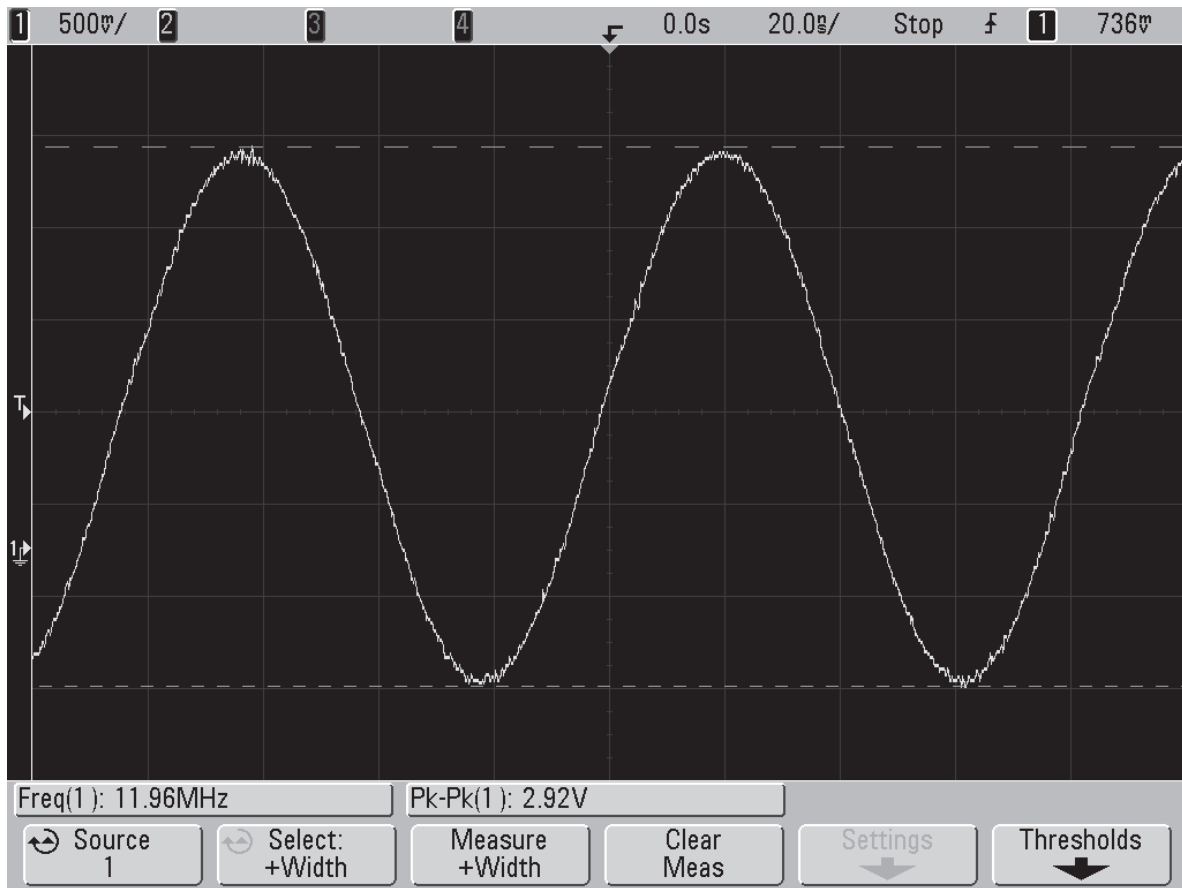 1 500mV/ 2 3 4 0.0s 20.0ns/ Stop 1 736mV
T
1
Freq(1): 11.96MHz Pk-Pk(1): 2.92V
Source Select: Measure Clear Settings Thresholds
1 +Width +Width Meas